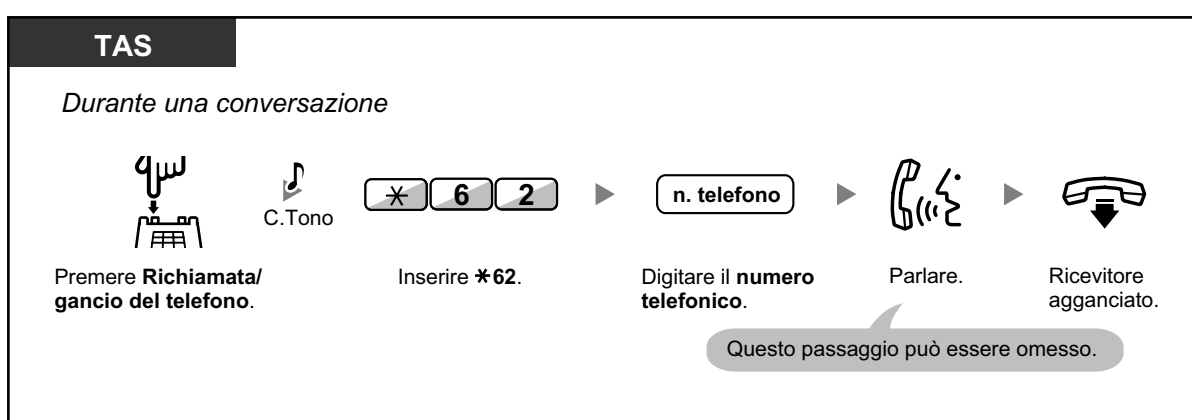 TAS
Durante una conversazione
C.Tono
* 6 2
n. telefono
Premere Richiamata/
gancio del telefono.
Inserire *62.
Digitare il numero
telefonico.
Parlare.
Ricevitore
agganciato.
Questo passaggio può essere omesso.